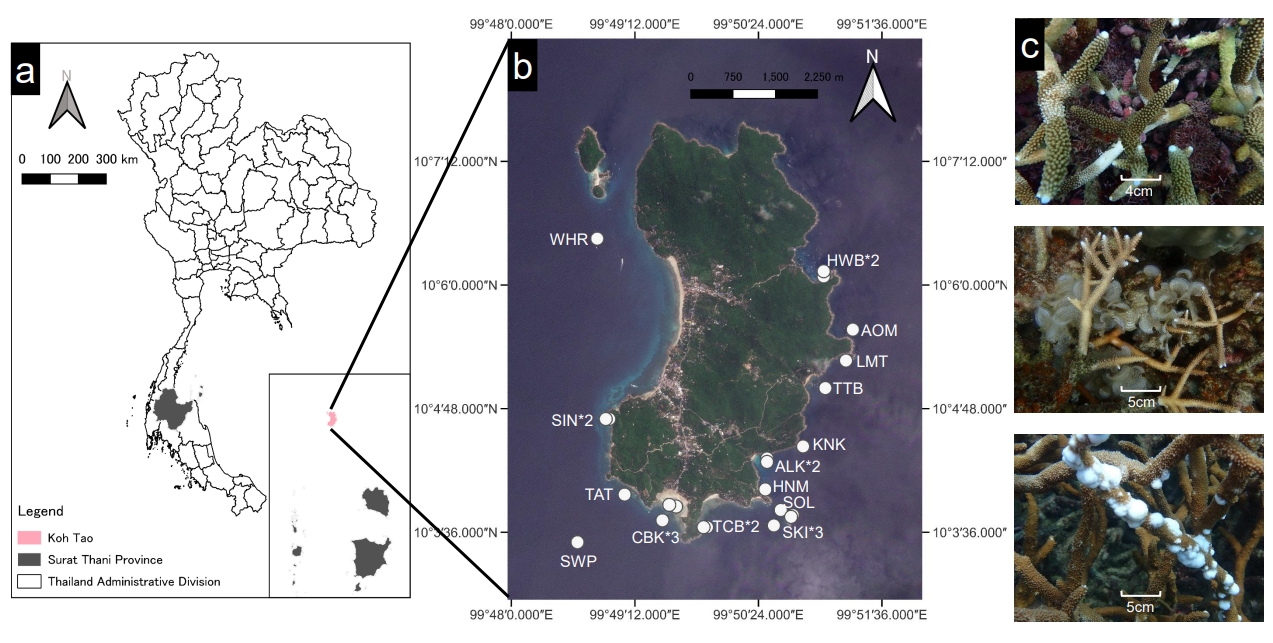 a
N
0 100 200 300 km
Legend
Koh Tao
Surat Thani Province
Thailand Administrative Division
99°48′0.000″E 99°49′12.000″E 99°50′24.000″E 99°51′36.000″E
b
0 750 1,500 2,250 m
N
10°7′12.000″N 10°7′12.000″
WHR
HWB*2
10°6′0.000″N 10°6′0.000″N
AOM
LMT
TTB
10°4′48.000″N 10°4′48.000″
SIN*2
KNK
ALK*2
TAT
HNM
SOL
10°3′36.000″N 10°3′36.000″
CBK*3
TCB*2
SKI*3
SWP
99°48′0.000″E 99°49′12.000″E 99°50′24.000″E 99°51′36.000″E
c
4cm
5cm
5cm